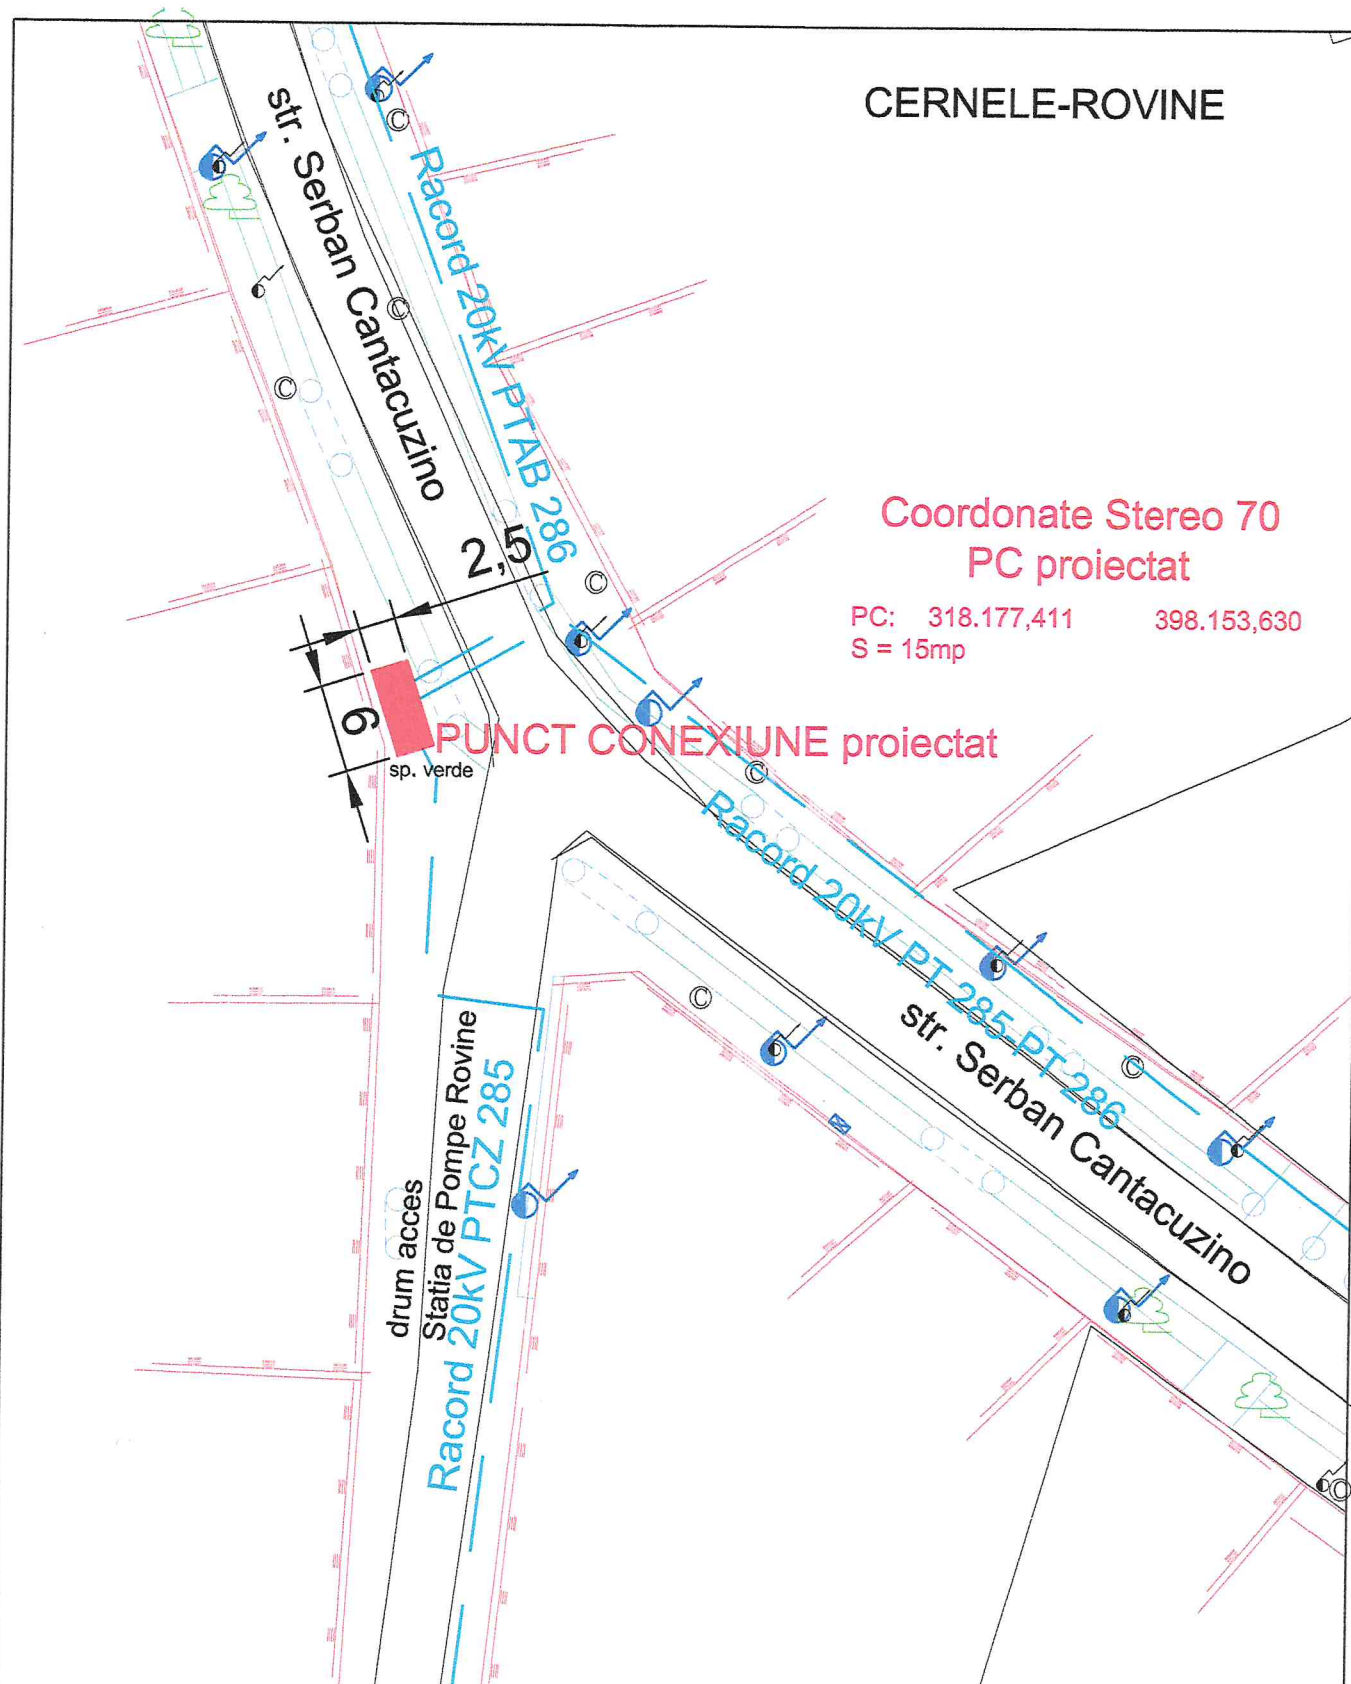 CERNELE-ROVINE
str. Serban Cantacuzino
Racord 20kV PTAB 286
C
C
C
Coordonate Stereo 70
PC proiectat
PC: 318.177,411 398.153,630
S = 15mp
2,5
C
6
PUNCT CONEXIUNE proiectat
sp. verde
C
Racord 20kV PT 285-PT 286
str. Serban Cantacuzino
C
C
drum acces
Statia de Pompe Rovine
Racord 20kV PTCZ 285
C